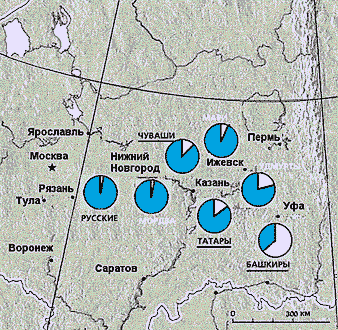 Ярославль
ЧУВАШИ
Пермь
Москва
Нижний
Новгород
Ижевск
Казань
Рязань
Тула
РУССКИЕ
Уфа
ТАТАРЫ
Воронеж
БАШКИРЫ
Саратов
0 300 км